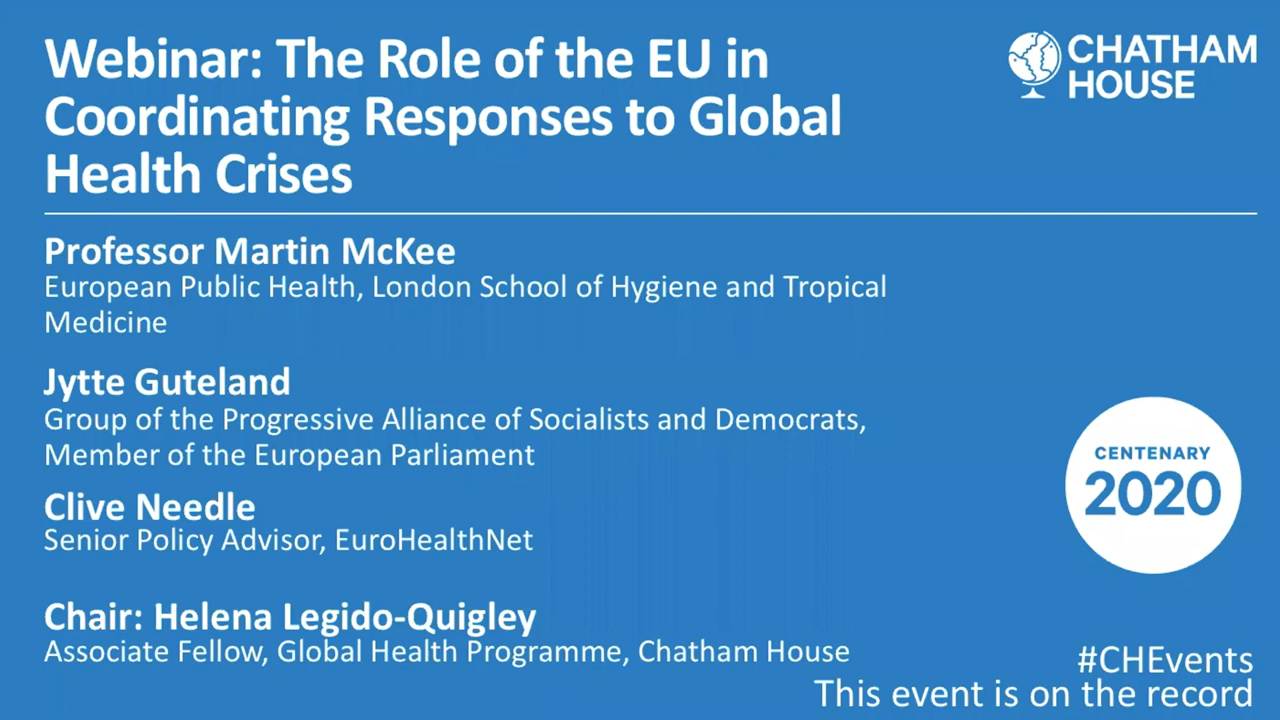 Webinar: The Role of the EU in
Coordinating Responses to Global
Health Crises
CHATHAM
HOUSE
Professor Martin McKee
European Public Health, London School of Hygiene and Tropical
Medicine
Jytte Guteland
Group of the Progressive Alliance of Socialists and Democrats,
Member of the European Parliament
Clive Needle
Senior Policy Advisor, EuroHealthNet
CENTENARY
2020
Chair: Helena Legido-Quigley
Associate Fellow, Global Health Programme, Chatham House
#CHEvents
This event is on the record